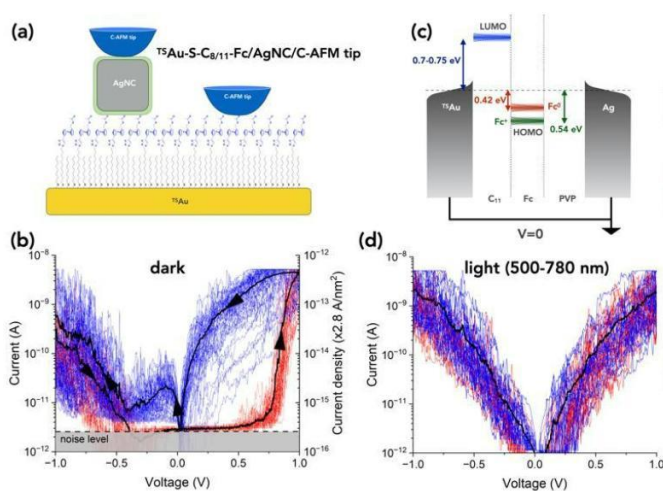 (a)
C-AFM tip
TSAu-S-C8/11-Fc/AgNC/C-AFM tip
AgNC
C-AFM tip
TSAu
(c)
LUMO
0.7-0.75 eV
0.42 eV
Fc0
Fc+
HOMO
0.54 eV
TSAu
Ag
C11
Fc
PVP
V=0
(b)
dark
Current (A)
10-8
10-9
10-10
10-11
10-12
noise level
-1.0
-0.5
0.0
0.5
1.0
Voltage (V)
10-12
10-13
10-14
10-15
10-16
Current density (x2.8 A/nm2)
(d)
light (500-780 nm)
Current (A)
10-8
10-9
10-10
10-11
10-12
-1.0
-0.5
0.0
0.5
1.0
Voltage (V)